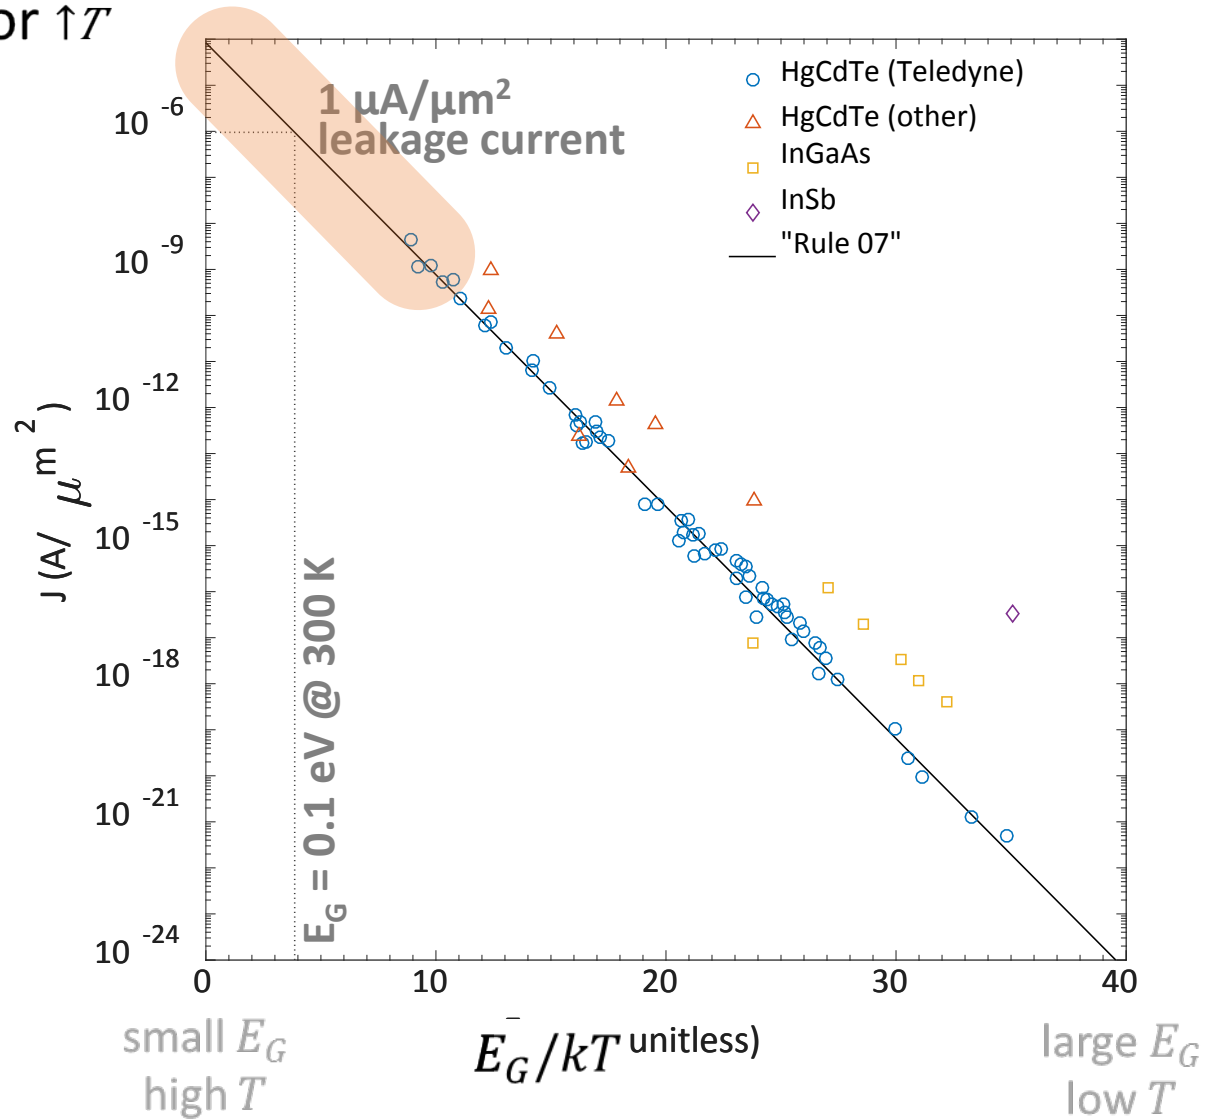 or ↑T
1 μA/μm²
leakage current
HgCdTe (Teledyne)
HgCdTe (other)
InGaAs
InSb
"Rule 07"
10 -6
10 -9
10 -12
10 -15
10 -18
10 -21
10 -24
J (A/ μm 2)
E_G = 0.1 eV @ 300 K
0 10 20 30 40
E_G/kT unitless)
small E_G
high T
large E_G
low T